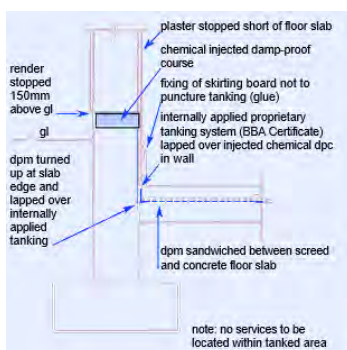 plaster stopped short of floor slab
chemical injected damp-proof
course
render
stopped
150mm
above gl
fixing of skirting board not to
puncture tanking (glue)
gl
internally applied proprietary
tanking system (BBA Certificate)
lapped over injected chemical dpc
in wall
dpm turned
up at slab
edge and
lapped over
internally
applied
tanking
dpm sandwiched between screed
and concrete floor slab
note: no services to be
located within tanked area